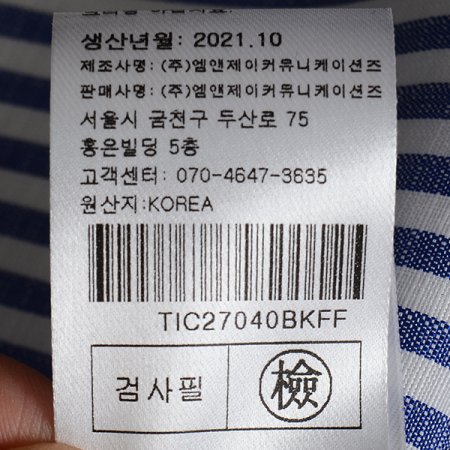 생산년월: 2021.10
제조사명: (주)엠앤제이커뮤니케이션즈
판매사명: (주)엠앤제이커뮤니케이션즈
서울시 금천구 두산로 75
홍은빌딩 5층
고객센터: 070-4647-3635
원산지:KOREA
TIC27040BKFF
검사필 檢